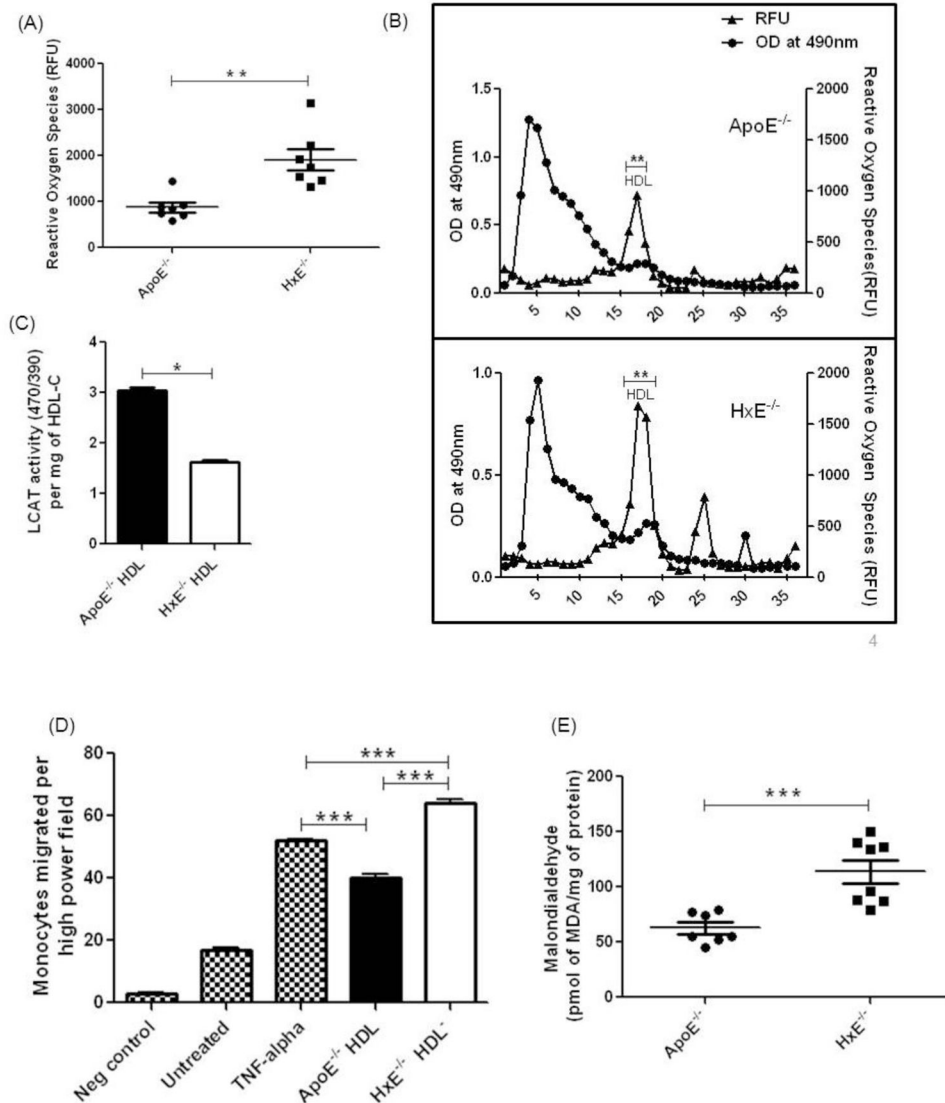 (A)
Reactive Oxygen Species (RFU)
4000
3000
2000
1000
0
**
ApoE-/-
HxE-/-
(B)
RFU
OD at 490nm
OD at 490nm
1.5
1.0
0.5
0.0
ApoE-/-
**
HDL
Reactive Oxygen Species(RFU)
2000
1500
1000
500
0
5
10
15
20
25
30
35
OD at 490nm
1.0
0.5
0.0
HxE-/-
**
HDL
Reactive Oxygen Species (RFU)
2000
1500
1000
500
0
5
10
15
20
25
30
35
4
(C)
LCAT activity (470/390)
per mg of HDL-C
4
3
2
1
0
*
ApoE-/- HDL
HxE-/- HDL
(D)
Monocytes migrated per
high power field
80
60
40
20
0
***
***
***
Neg control
Untreated
TNF-alpha
ApoE-/- HDL
HxE-/- HDL-
(E)
Malondialdehyde
(pmol of MDA/mg of protein)
200
150
100
50
0
***
ApoE-/-
HxE-/-